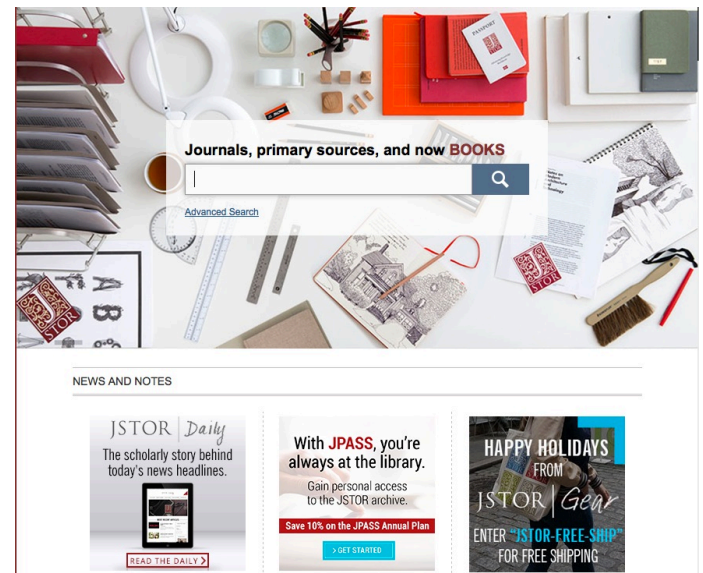 PASSPORT
Journals, primary sources, and now BOOKS
Advanced Search
JSTOR
JSTOR
A
B
NEWS AND NOTES
JSTOR Daily
The scholarly story behind
today's news headlines.
READ THE DAILY >
With JPASS, you're
always at the library.
Gain personal access
to the JSTOR archive.
Save 10% on the JPASS Annual Plan
> GET STARTED
HAPPY HOLIDAYS
FROM
JSTOR Gear
ENTER "JSTOR-FREE-SHIP"
FOR FREE SHIPPING